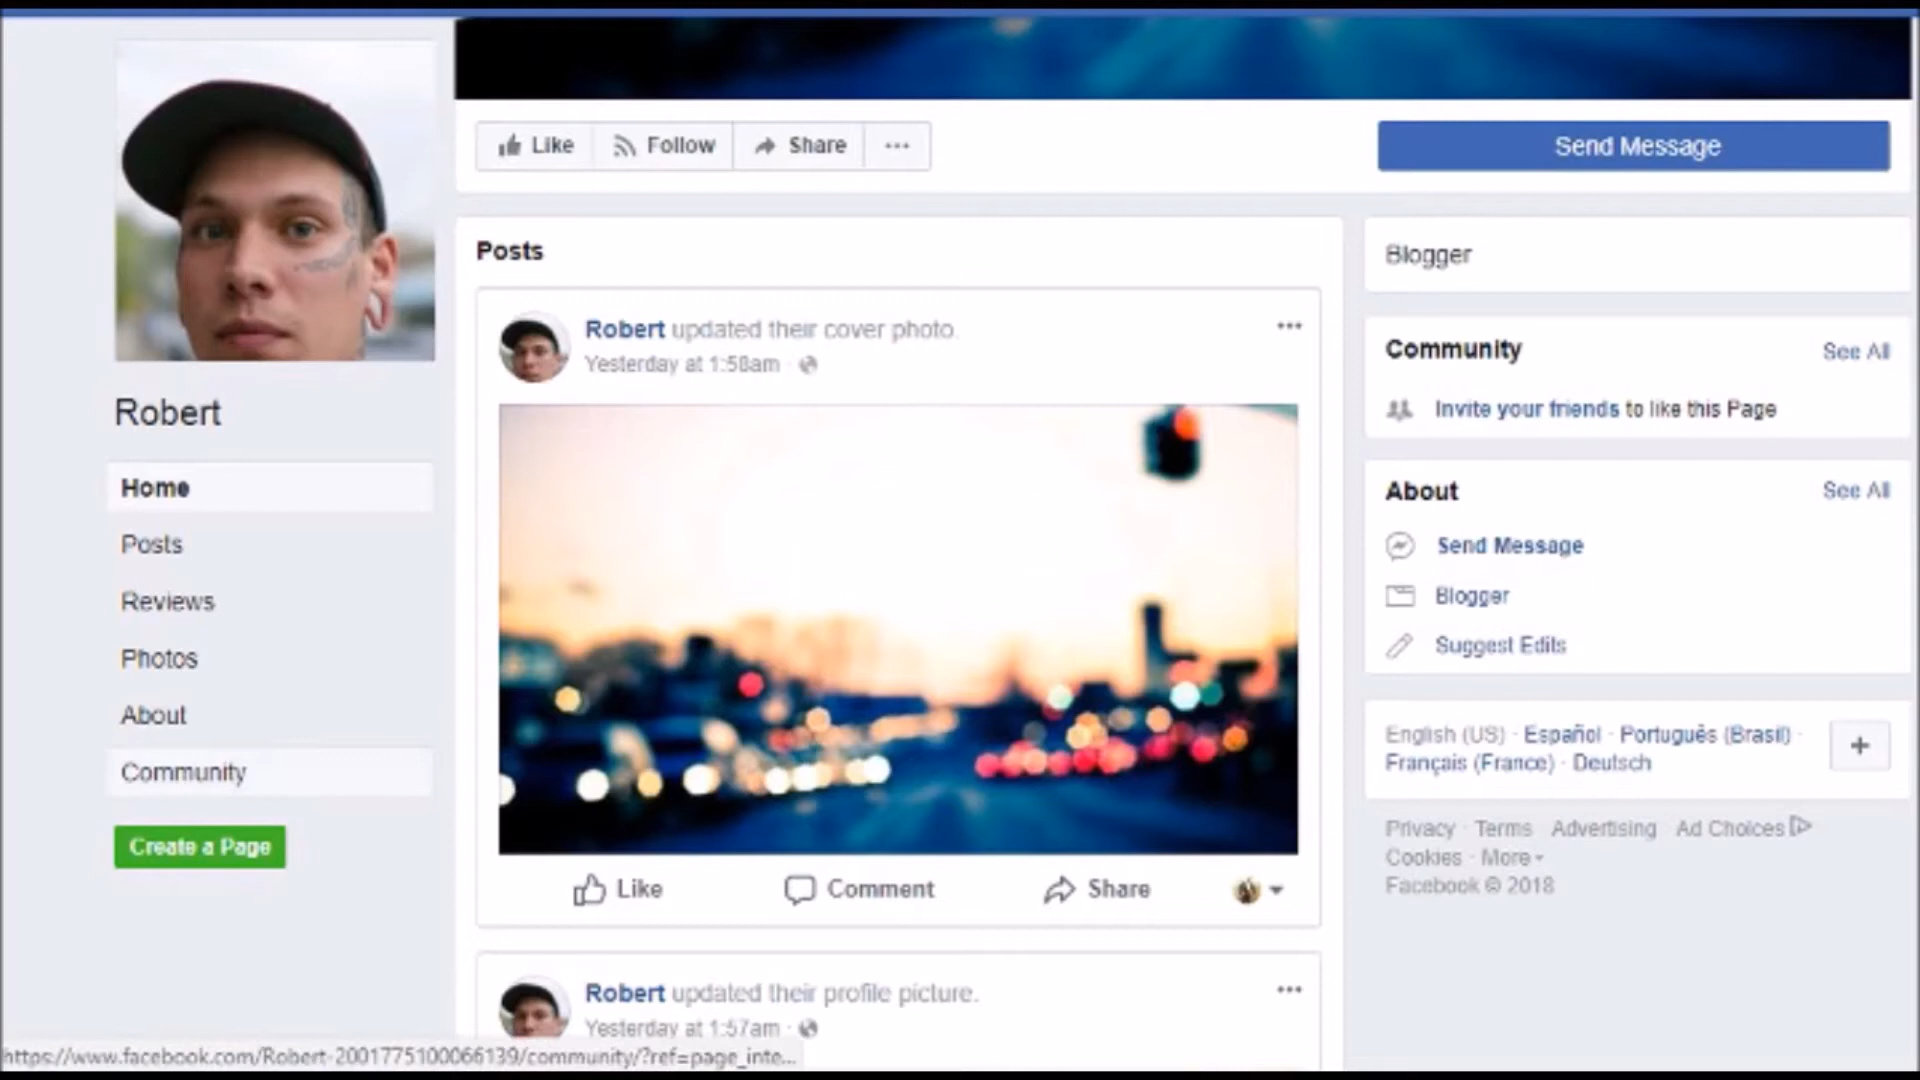 Robert
Home
Posts
Reviews
Photos
About
Community
Create a Page
Like
Follow
Share
Send Message
Posts
Robert updated their cover photo.
Yesterday at 1:58am ·
Like
Comment
Share
Robert updated their profile picture.
Yesterday at 1:57am ·
Blogger
Community
See All
Invite your friends to like this Page
About
See All
Send Message
Blogger
Suggest Edits
English (US) · Español · Português (Brasil) ·
Français (France) · Deutsch
+
Privacy · Terms · Advertising · Ad Choices
Cookies · More
Facebook © 2018
https://www.facebook.com/Robert-2001775100066139/community/?ref=page_inte...